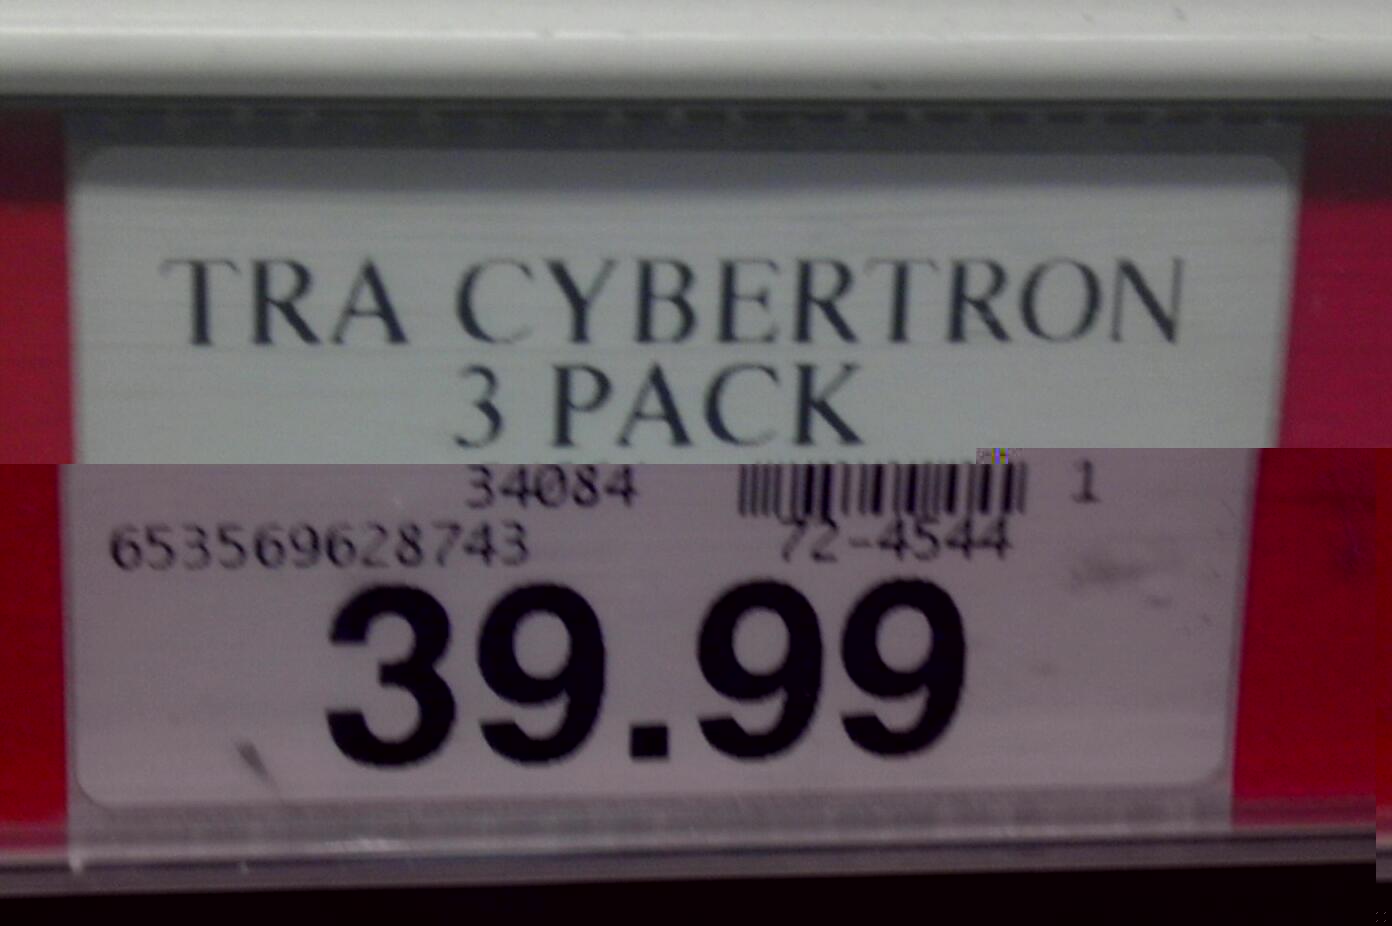 TRA CYBERTRON
3 PACK
34084 1
653569628743 72-4544
39.99